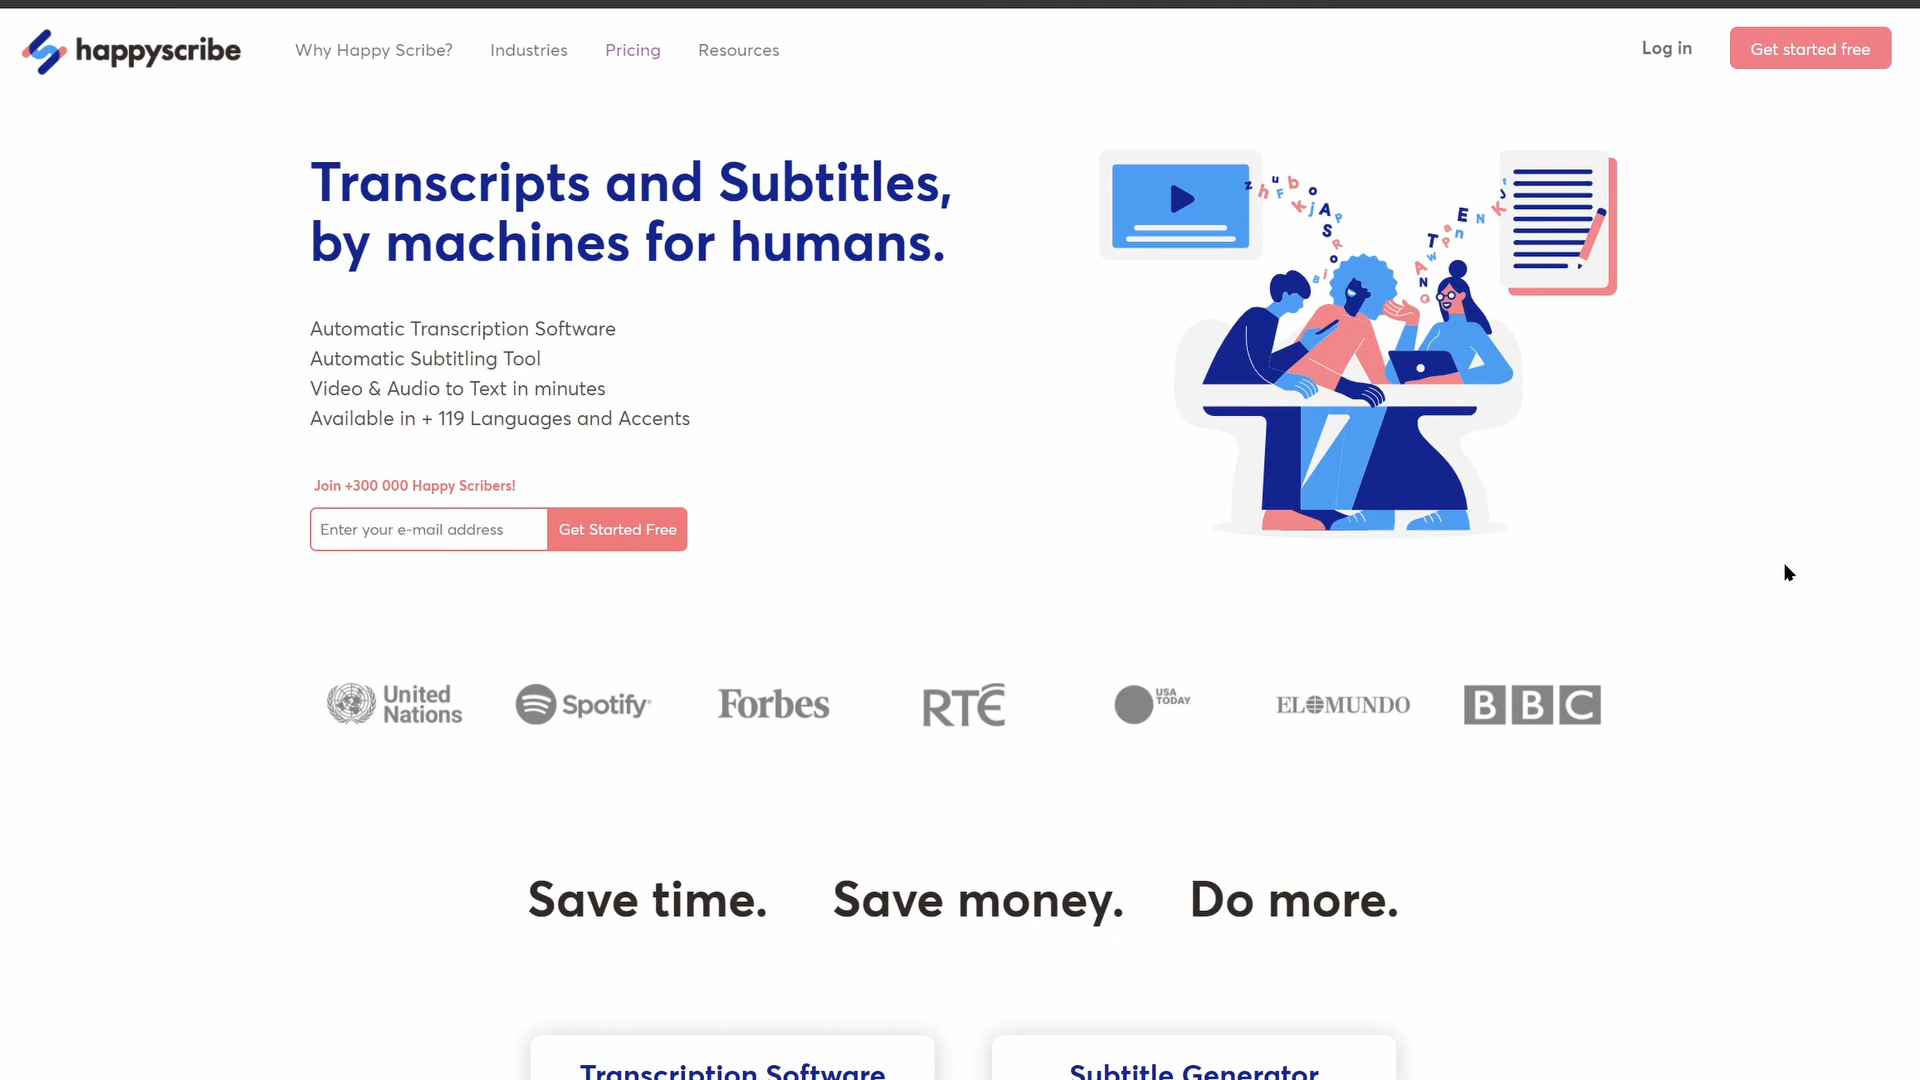 happyscribe
Why Happy Scribe?
Industries
Pricing
Resources
Log in
Get started free
Transcripts and Subtitles,
by machines for humans.
Automatic Transcription Software
Automatic Subtitling Tool
Video & Audio to Text in minutes
Available in + 119 Languages and Accents
Join +300 000 Happy Scribers!
Enter your e-mail address
Get Started Free
United
Nations
Spotify
Forbes
RTÉ
USA
TODAY
EL MUNDO
BBC
Save time.
Save money.
Do more.
Transcription Software
Subtitle Generator